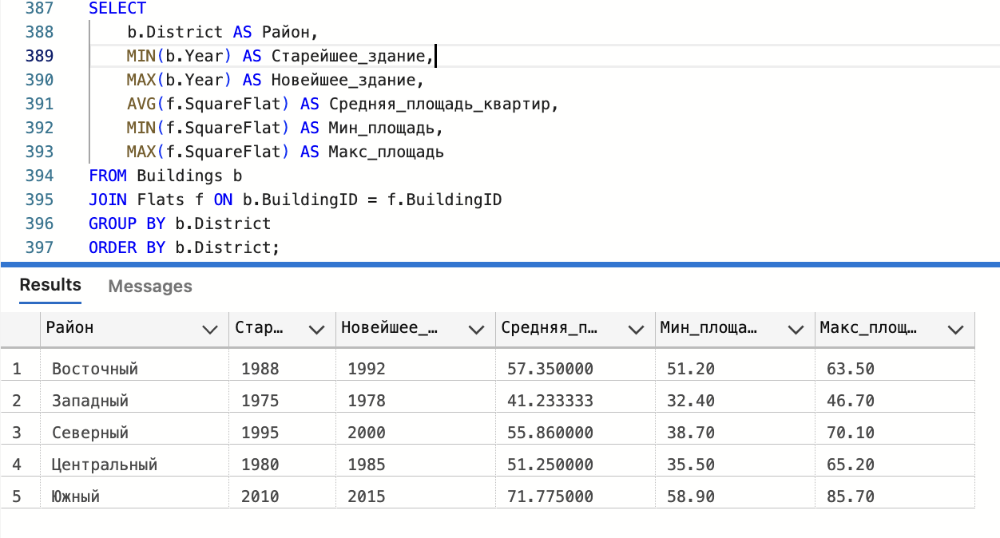 387 SELECT
388 b.District AS Район,
389 MIN(b.Year) AS Старейшее_здание,
390 MAX(b.Year) AS Новейшее_здание,
391 AVG(f.SquareFlat) AS Средняя_площадь_квартир,
392 MIN(f.SquareFlat) AS Мин_площадь,
393 MAX(f.SquareFlat) AS Макс_площадь
394 FROM Buildings b
395 JOIN Flats f ON b.BuildingID = f.BuildingID
396 GROUP BY b.District
397 ORDER BY b.District;
Results Messages
Район Стар… Новейшее_… Средняя_п… Мин_площа… Макс_площ…
1 Восточный 1988 1992 57.350000 51.20 63.50
2 Западный 1975 1978 41.233333 32.40 46.70
3 Северный 1995 2000 55.860000 38.70 70.10
4 Центральный 1980 1985 51.250000 35.50 65.20
5 Южный 2010 2015 71.775000 58.90 85.70